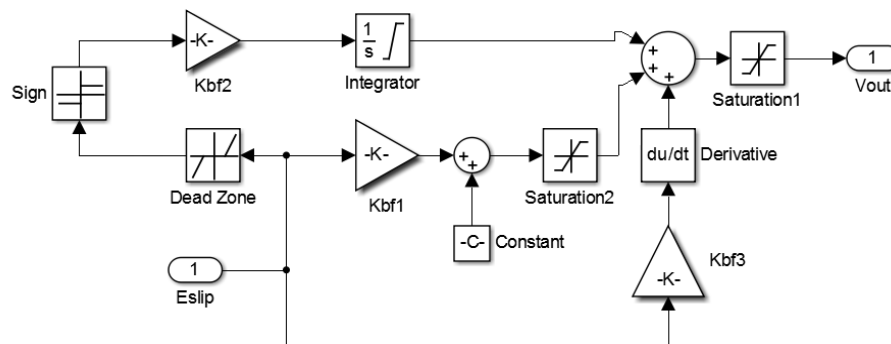 -K-
Kbf2
1
s
Integrator
+
+
+
Saturation1
1
Vout
Sign
Dead Zone
-K-
Kbf1
+
+
Saturation2
du/dt
Derivative
-C-
Constant
1
Eslip
-K-
Kbf3